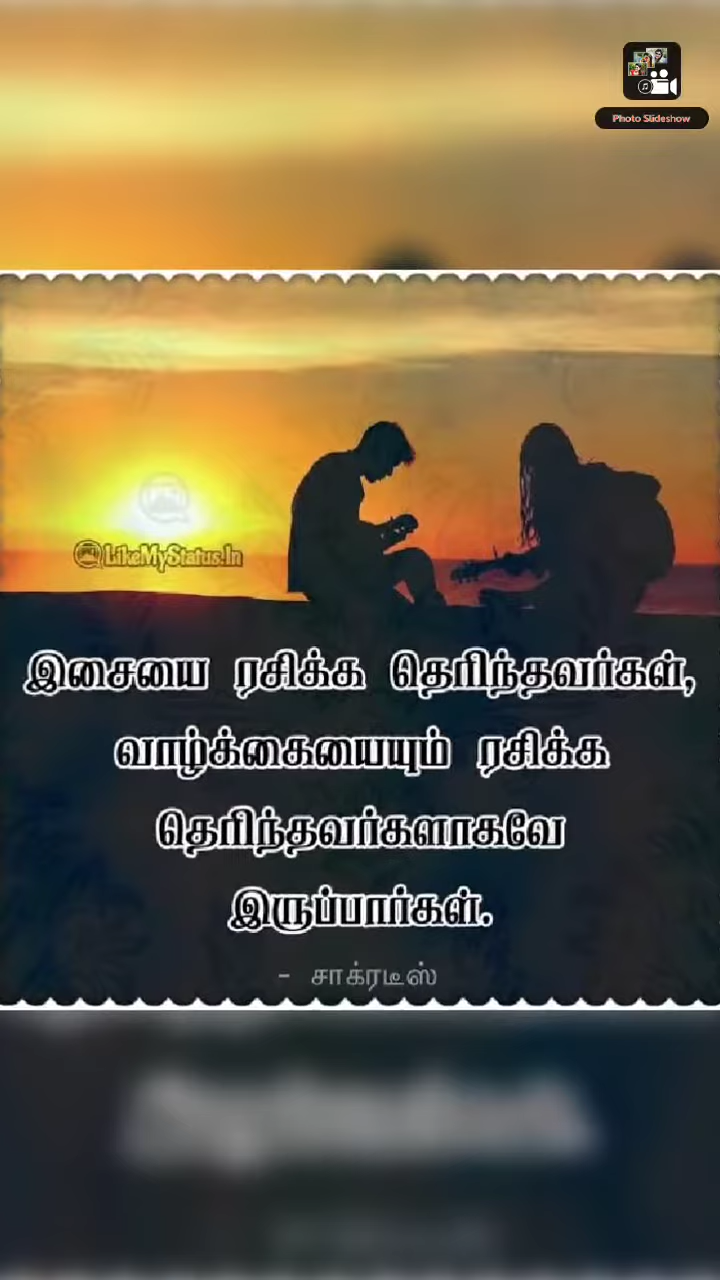 Photo Slideshow
LikeMyStatus.In
இசையை ரசிக்க தெரிந்தவர்கள்,
வாழ்க்கையையும் ரசிக்க
தெரிந்தவர்களாகவே
இருப்பார்கள்.
- சாக்ரடீஸ்